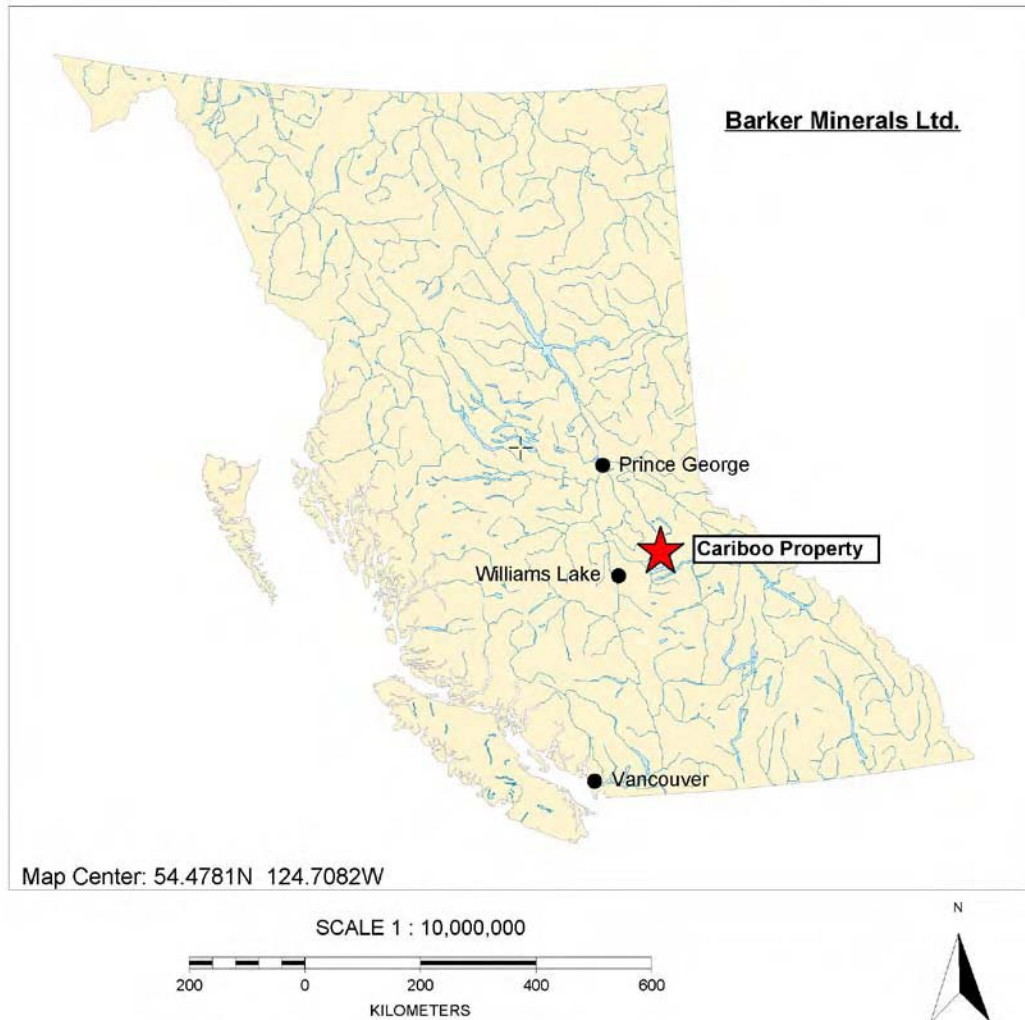 Barker Minerals Ltd.
Prince George
Cariboo Property
Williams Lake
Vancouver
Map Center: 54.4781N 124.7082W
SCALE 1 : 10,000,000
200 0 200 400 600
KILOMETERS
N